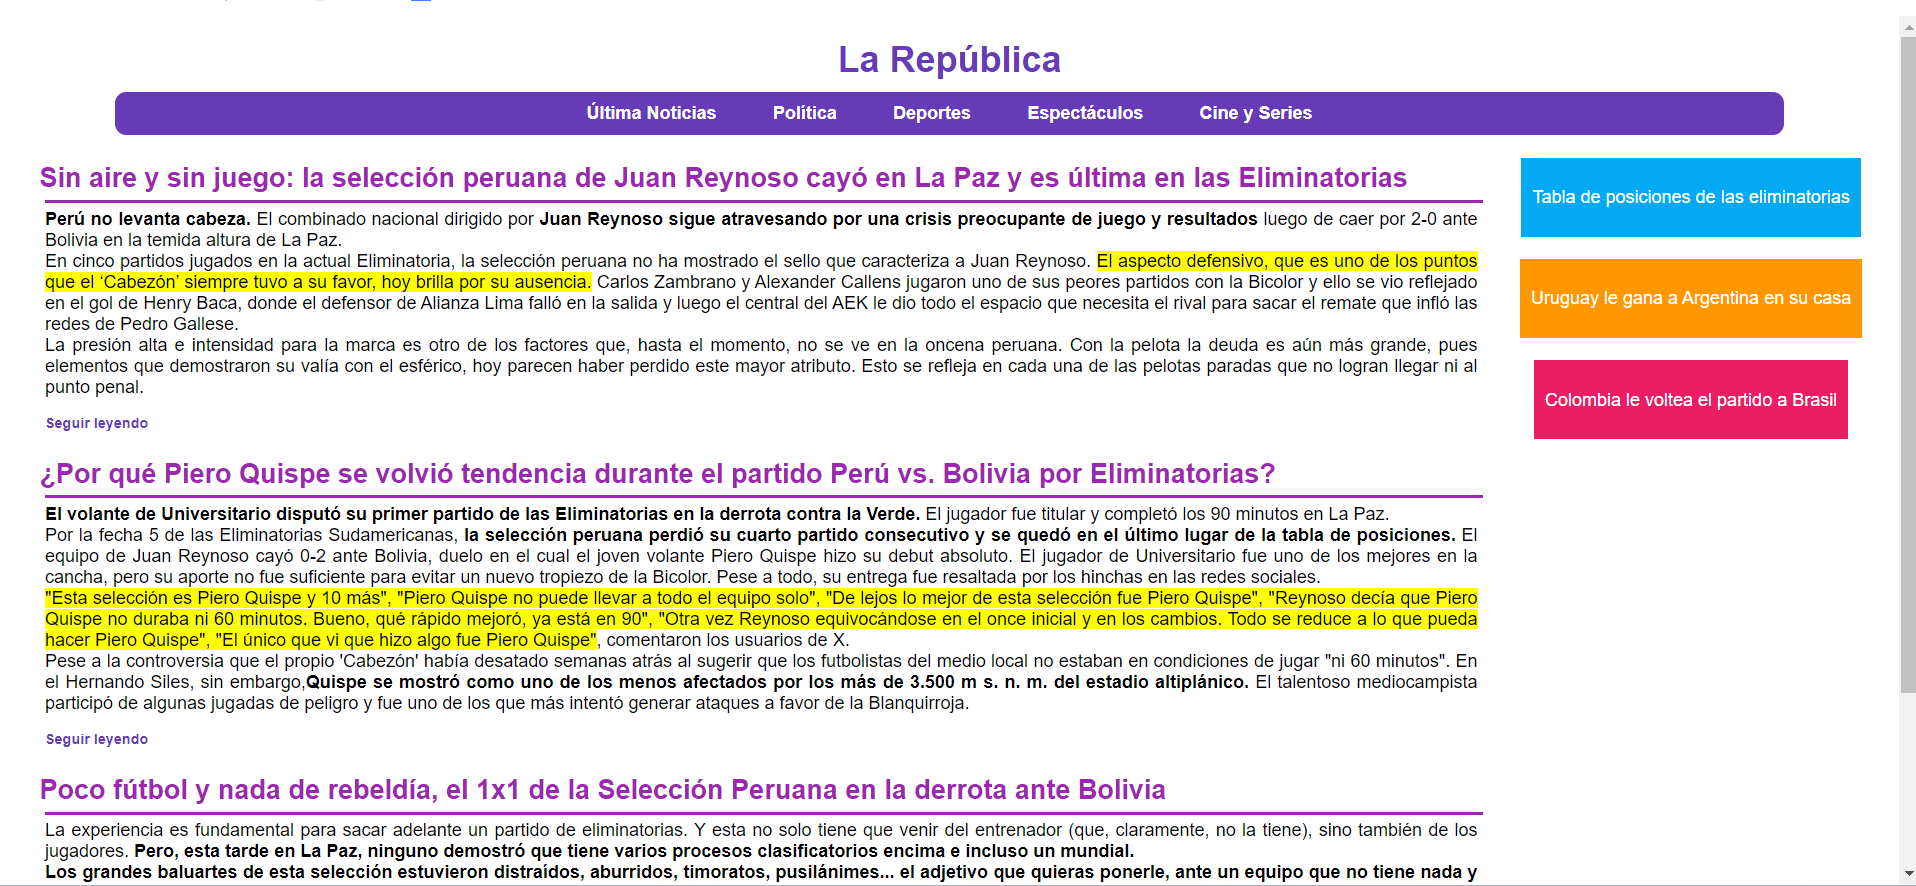 La República
Última Noticias Política Deportes Espectáculos Cine y Series
Sin aire y sin juego: la selección peruana de Juan Reynoso cayó en La Paz y es última en las Eliminatorias
Perú no levanta cabeza. El combinado nacional dirigido por Juan Reynoso sigue atravesando por una crisis preocupante de juego y resultados luego de caer por 2-0 ante
Bolivia en la temida altura de La Paz.
En cinco partidos jugados en la actual Eliminatoria, la selección peruana no ha mostrado el sello que caracteriza a Juan Reynoso. El aspecto defensivo, que es uno de los puntos
que el ‘Cabezón’ siempre tuvo a su favor, hoy brilla por su ausencia. Carlos Zambrano y Alexander Callens jugaron uno de sus peores partidos con la Bicolor y ello se vio reflejado
en el gol de Henry Baca, donde el defensor de Alianza Lima falló en la salida y luego el central del AEK le dio todo el espacio que necesita el rival para sacar el remate que infló las
redes de Pedro Gallese.
La presión alta e intensidad para la marca es otro de los factores que, hasta el momento, no se ve en la oncena peruana. Con la pelota la deuda es aún más grande, pues
elementos que demostraron su valía con el esférico, hoy parecen haber perdido este mayor atributo. Esto se refleja en cada una de las pelotas paradas que no logran llegar ni al
punto penal.
Seguir leyendo
¿Por qué Piero Quispe se volvió tendencia durante el partido Perú vs. Bolivia por Eliminatorias?
El volante de Universitario disputó su primer partido de las Eliminatorias en la derrota contra la Verde. El jugador fue titular y completó los 90 minutos en La Paz.
Por la fecha 5 de las Eliminatorias Sudamericanas, la selección peruana perdió su cuarto partido consecutivo y se quedó en el último lugar de la tabla de posiciones. El
equipo de Juan Reynoso cayó 0-2 ante Bolivia, duelo en el cual el joven volante Piero Quispe hizo su debut absoluto. El jugador de Universitario fue uno de los mejores en la
cancha, pero su aporte no fue suficiente para evitar un nuevo tropiezo de la Bicolor. Pese a todo, su entrega fue resaltada por los hinchas en las redes sociales.
"Esta selección es Piero Quispe y 10 más", "Piero Quispe no puede llevar a todo el equipo solo", "De lejos lo mejor de esta selección fue Piero Quispe", "Reynoso decía que Piero
Quispe no duraba ni 60 minutos. Bueno, qué rápido mejoró, ya está en 90", "Otra vez Reynoso equivocándose en el once inicial y en los cambios. Todo se reduce a lo que pueda
hacer Piero Quispe", "El único que vi que hizo algo fue Piero Quispe", comentaron los usuarios de X.
Pese a la controversia que el propio 'Cabezón' había desatado semanas atrás al sugerir que los futbolistas del medio local no estaban en condiciones de jugar "ni 60 minutos". En
el Hernando Siles, sin embargo,Quispe se mostró como uno de los menos afectados por los más de 3.500 m s. n. m. del estadio altiplánico. El talentoso mediocampista
participó de algunas jugadas de peligro y fue uno de los que más intentó generar ataques a favor de la Blanquirroja.
Seguir leyendo
Poco fútbol y nada de rebeldía, el 1x1 de la Selección Peruana en la derrota ante Bolivia
La experiencia es fundamental para sacar adelante un partido de eliminatorias. Y esta no solo tiene que venir del entrenador (que, claramente, no la tiene), sino también de los
jugadores. Pero, esta tarde en La Paz, ninguno demostró que tiene varios procesos clasificatorios encima e incluso un mundial.
Los grandes baluartes de esta selección estuvieron distraídos, aburridos, timoratos, pusilánimes... el adjetivo que quieras ponerle, ante un equipo que no tiene nada y
Tabla de posiciones de las eliminatorias
Uruguay le gana a Argentina en su casa
Colombia le voltea el partido a Brasil